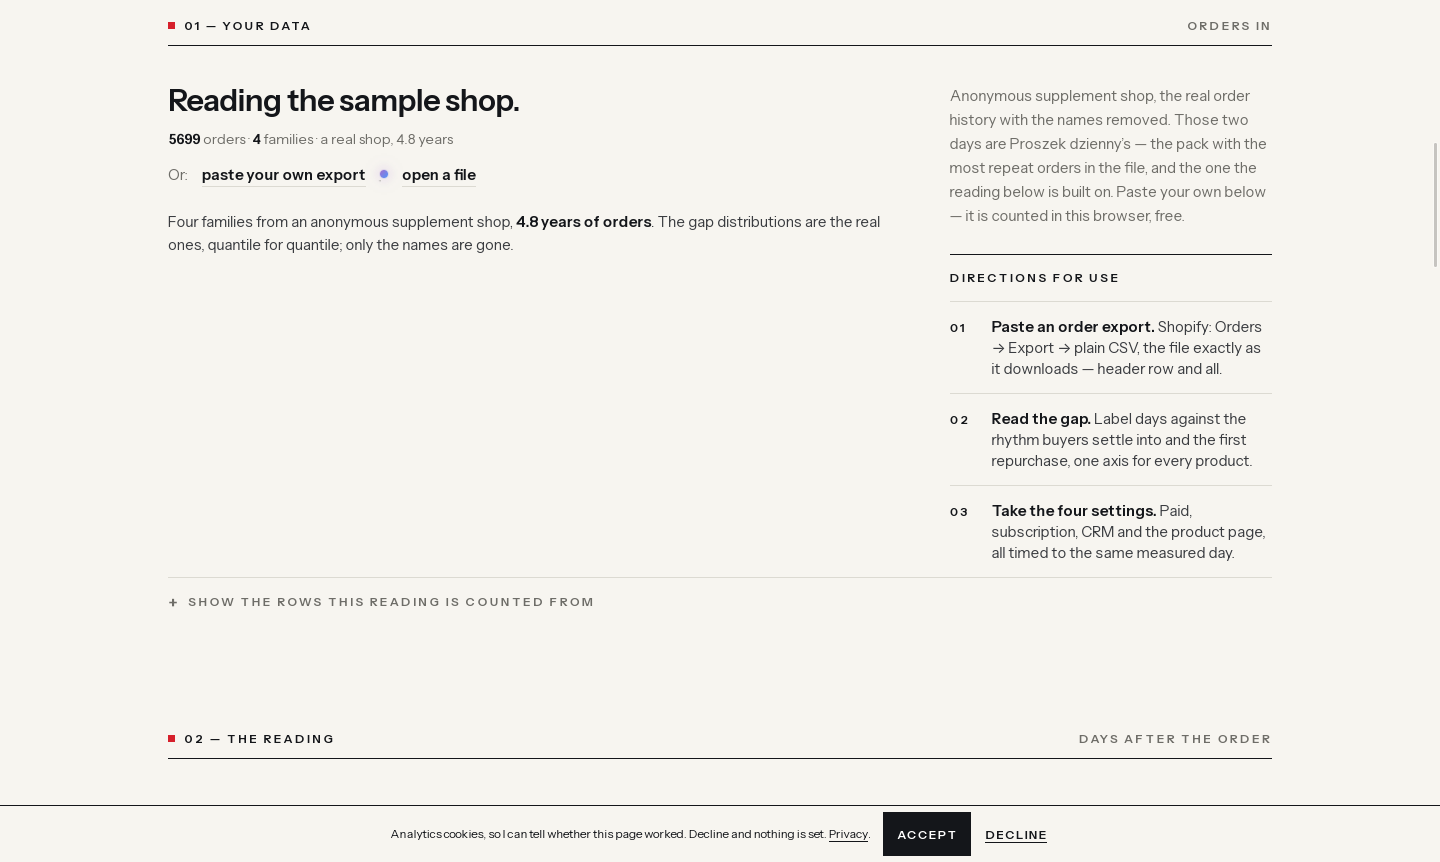 01 — YOUR DATA
ORDERS IN
Reading the sample shop.
5699 orders · 4 families · a real shop, 4.8 years
Or: paste your own export open a file
Four families from an anonymous supplement shop, 4.8 years of orders. The gap distributions are the real
ones, quantile for quantile; only the names are gone.
Anonymous supplement shop, the real order
history with the names removed. Those two
days are Proszek dzienny’s — the pack with the
most repeat orders in the file, and the one the
reading below is built on. Paste your own below
— it is counted in this browser, free.
DIRECTIONS FOR USE
01 Paste an order export. Shopify: Orders
→ Export → plain CSV, the file exactly as
it downloads — header row and all.
02 Read the gap. Label days against the
rhythm buyers settle into and the first
repurchase, one axis for every product.
03 Take the four settings. Paid,
subscription, CRM and the product page,
all timed to the same measured day.
+ SHOW THE ROWS THIS READING IS COUNTED FROM
02 — THE READING
DAYS AFTER THE ORDER
Analytics cookies, so I can tell whether this page worked. Decline and nothing is set. Privacy.
ACCEPT
DECLINE